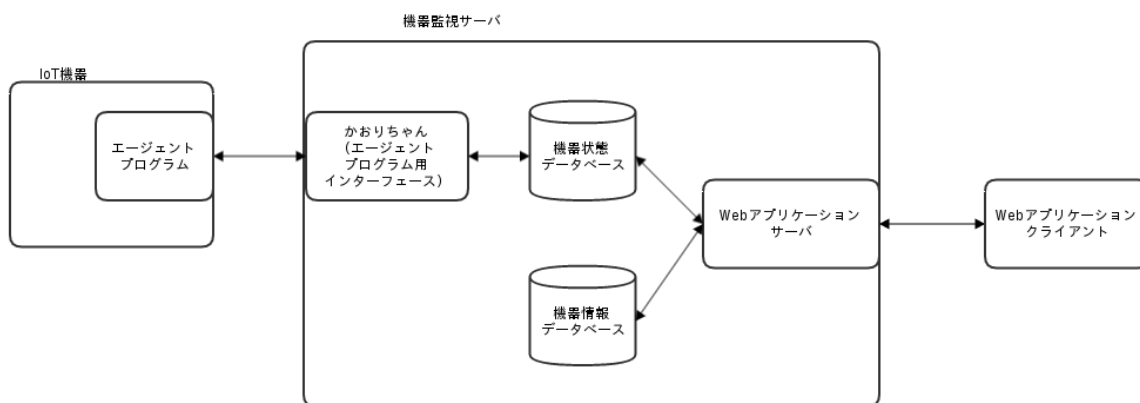 機器監視サーバ
IoT機器
エージェント
プログラム
かおりちゃん
(エージェント
プログラム用
インターフェース)
機器状態
データベース
機器情報
データベース
Webアプリケーション
サーバ
Webアプリケーション
クライアント